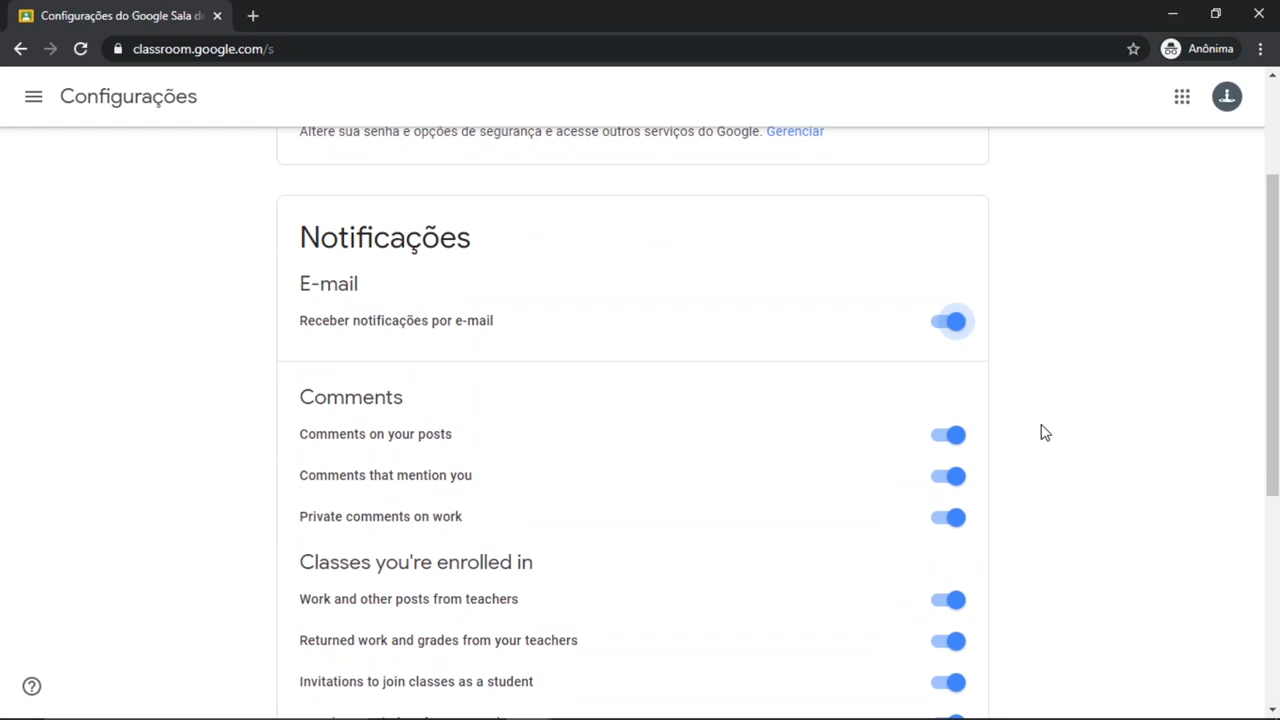 Configurações do Google Sala de
classroom.google.com/s
Anônima
Configurações
Altere sua senha e opções de segurança e acesse outros serviços do Google. Gerenciar
Notificações
E-mail
Receber notificações por e-mail
Comments
Comments on your posts
Comments that mention you
Private comments on work
Classes you're enrolled in
Work and other posts from teachers
Returned work and grades from your teachers
Invitations to join classes as a student